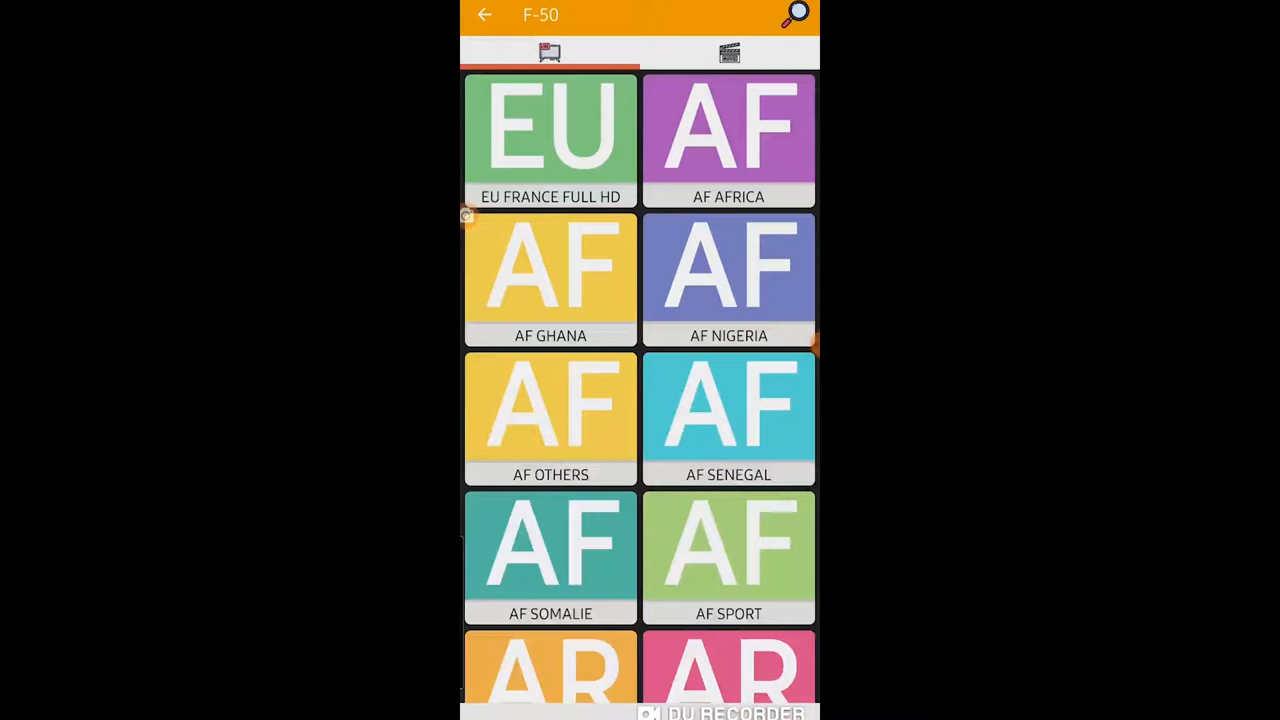 F-50
EU AF
EU FRANCE FULL HD AF AFRICA
AF AF
AF GHANA AF NIGERIA
AF AF
AF OTHERS AF SENEGAL
AF AF
AF SOMALIE AF SPORT
AR AR
DU RECORDER